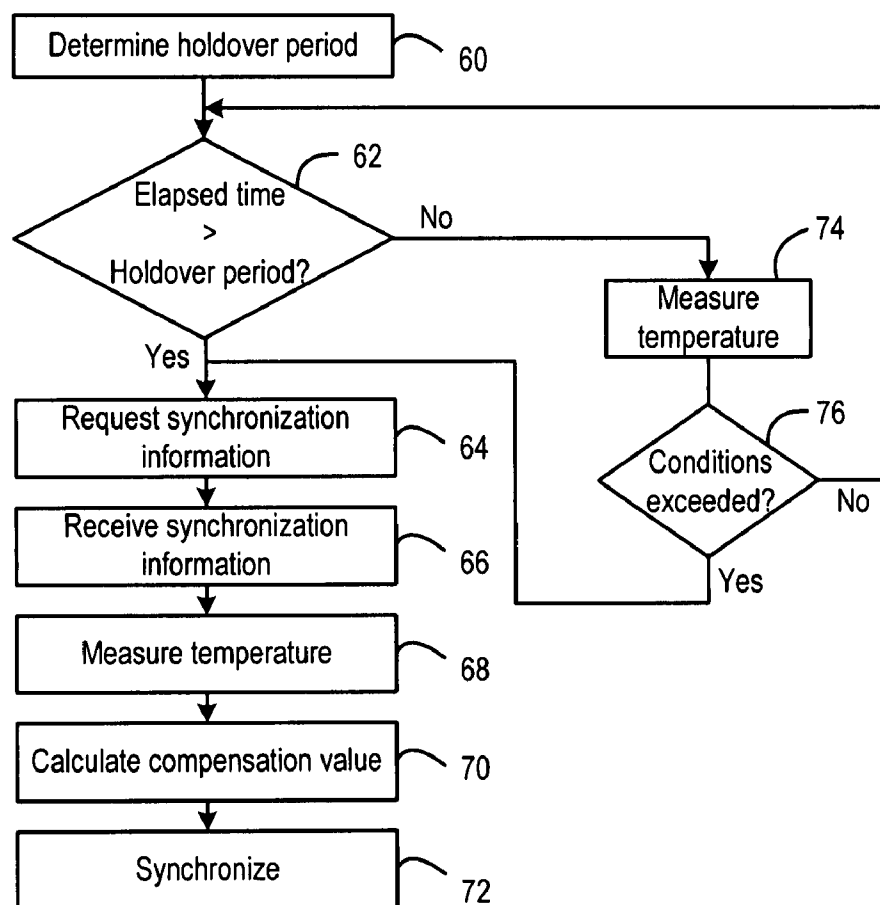 Determine holdover period
60
62
Elapsed time
>
Holdover period?
No
Yes
74
Measure
temperature
76
Conditions
exceeded?
No
Yes
Request synchronization
information
64
Receive synchronization
information
66
Measure temperature
68
Calculate compensation value
70
Synchronize
72